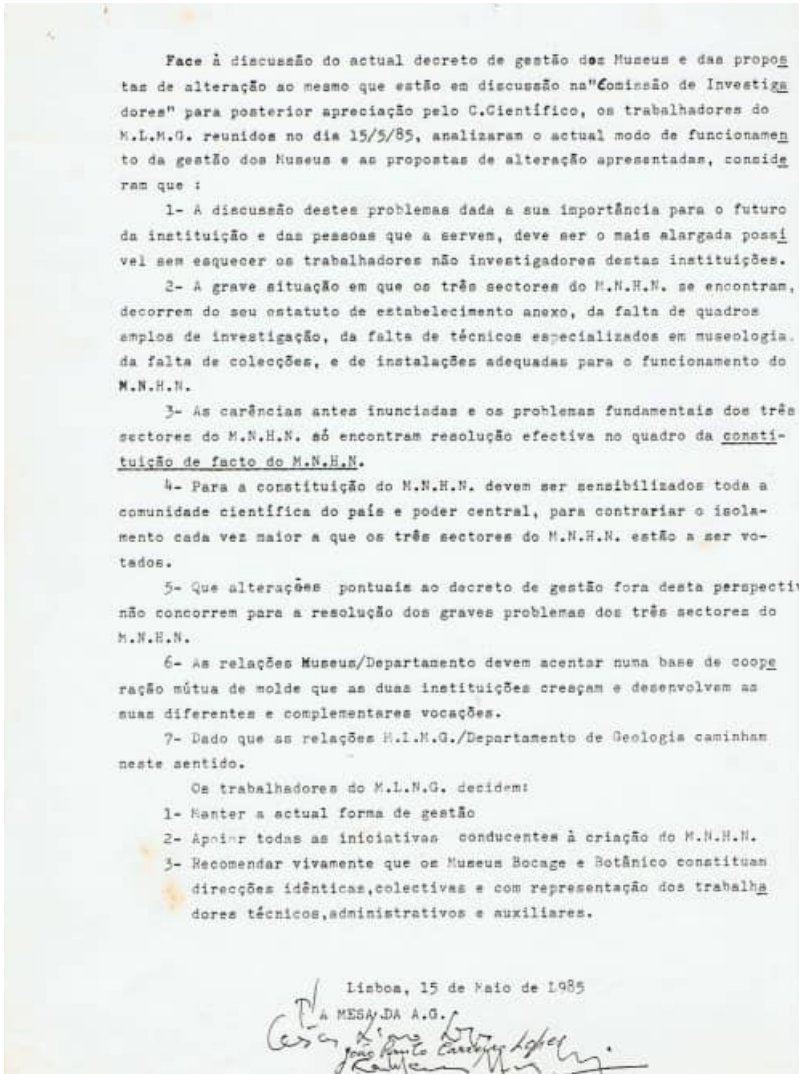 Face à discussão do actual decreto de gestão dos Museus e das propos
tas de alteração ao mesmo que estão em discussão na"Comissão de Investiga
dores" para posterior apreciação pelo C.Científico, os trabalhadores do
M.L.M.G. reunidos no dia 15/5/85, analizaram o actual modo de funcionamen
to da gestão dos Museus e as propostas de alteração apresentadas, conside
ram que :
1- A discussão destes problemas dada a sua importância para o futuro
da instituição e das pessoas que a servem, deve ser o mais alargada possi
vel sem esquecer os trabalhadores não investigadores destas instituições.
2- A grave situação em que os três sectores do M.N.H.N. se encontram,
decorrem do seu estatuto de estabelecimento anexo, da falta de quadros
amplos de investigação, da falta de técnicos especializados em museologia.
da falta de colecções, e de instalações adequadas para o funcionamento do
M.N.H.N.
3- As carências antes inunciadas e os problemas fundamentais dos três
sectores do M.N.H.N. só encontram resolução efectiva no quadro da consti-
tuição de facto do M.N.H.N.
4- Para a constituição do M.N.H.N. devem ser sensibilizados toda a
comunidade científica do país e poder central, para contrariar o isola-
mento cada vez maior a que os três sectores do M.N.H.N. estão a ser vo-
tados.
5- Que alterações pontuais ao decreto de gestão fora desta perspectiv
não concorrem para a resolução dos graves problemas dos três sectores do
M.N.H.N.
6- As relações Museus/Departamento devem acentar numa base de coope
ração mútua de molde que as duas instituições cresçam e desenvolvam as
suas diferentes e complementares vocações.
7- Dado que as relações M.L.M.G./Departamento de Geologia caminham
neste sentido.
Os trabalhadores do M.L.N.G. decidem:
1- Manter a actual forma de gestão
2- Apoiar todas as iniciativas conducentes à criação do M.N.H.N.
3- Recomendar vivamente que os Museus Bocage e Botânico constituam
direcções idênticas,colectivas e com representação dos trabalha
dores técnicos,administrativos e auxiliares.
Lisboa, 15 de Maio de 1985
P/ A MESA DA A.G.
César
João Paulo Lopes